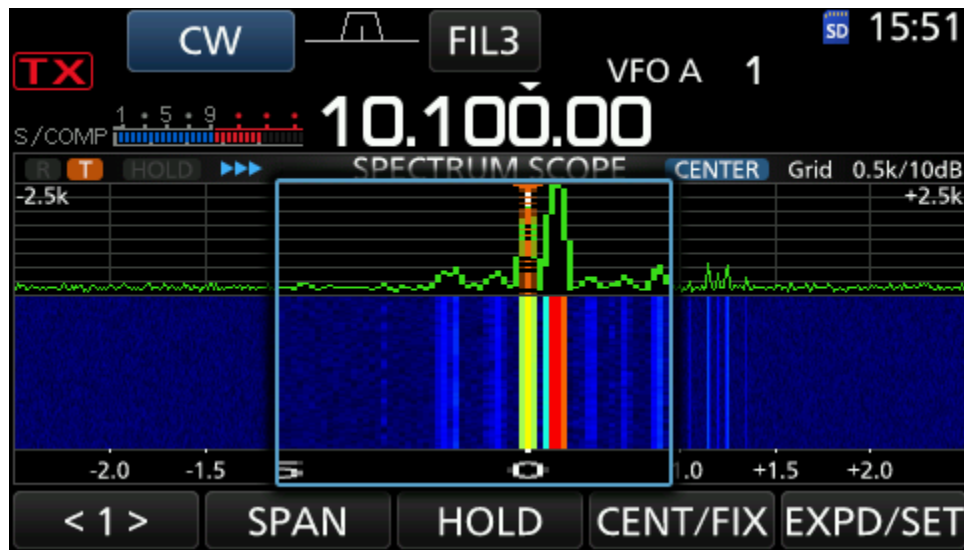 CW FIL3 SD 15:51
TX VFO A 1
S/COMP 1 5 9 10.100.00
R T HOLD SPECTRUM SCOPE CENTER Grid 0.5k/10dB
-2.5k +2.5k
-2.0 -1.5 0 1.0 +1.5 +2.0
< 1 > SPAN HOLD CENT/FIX EXPD/SET